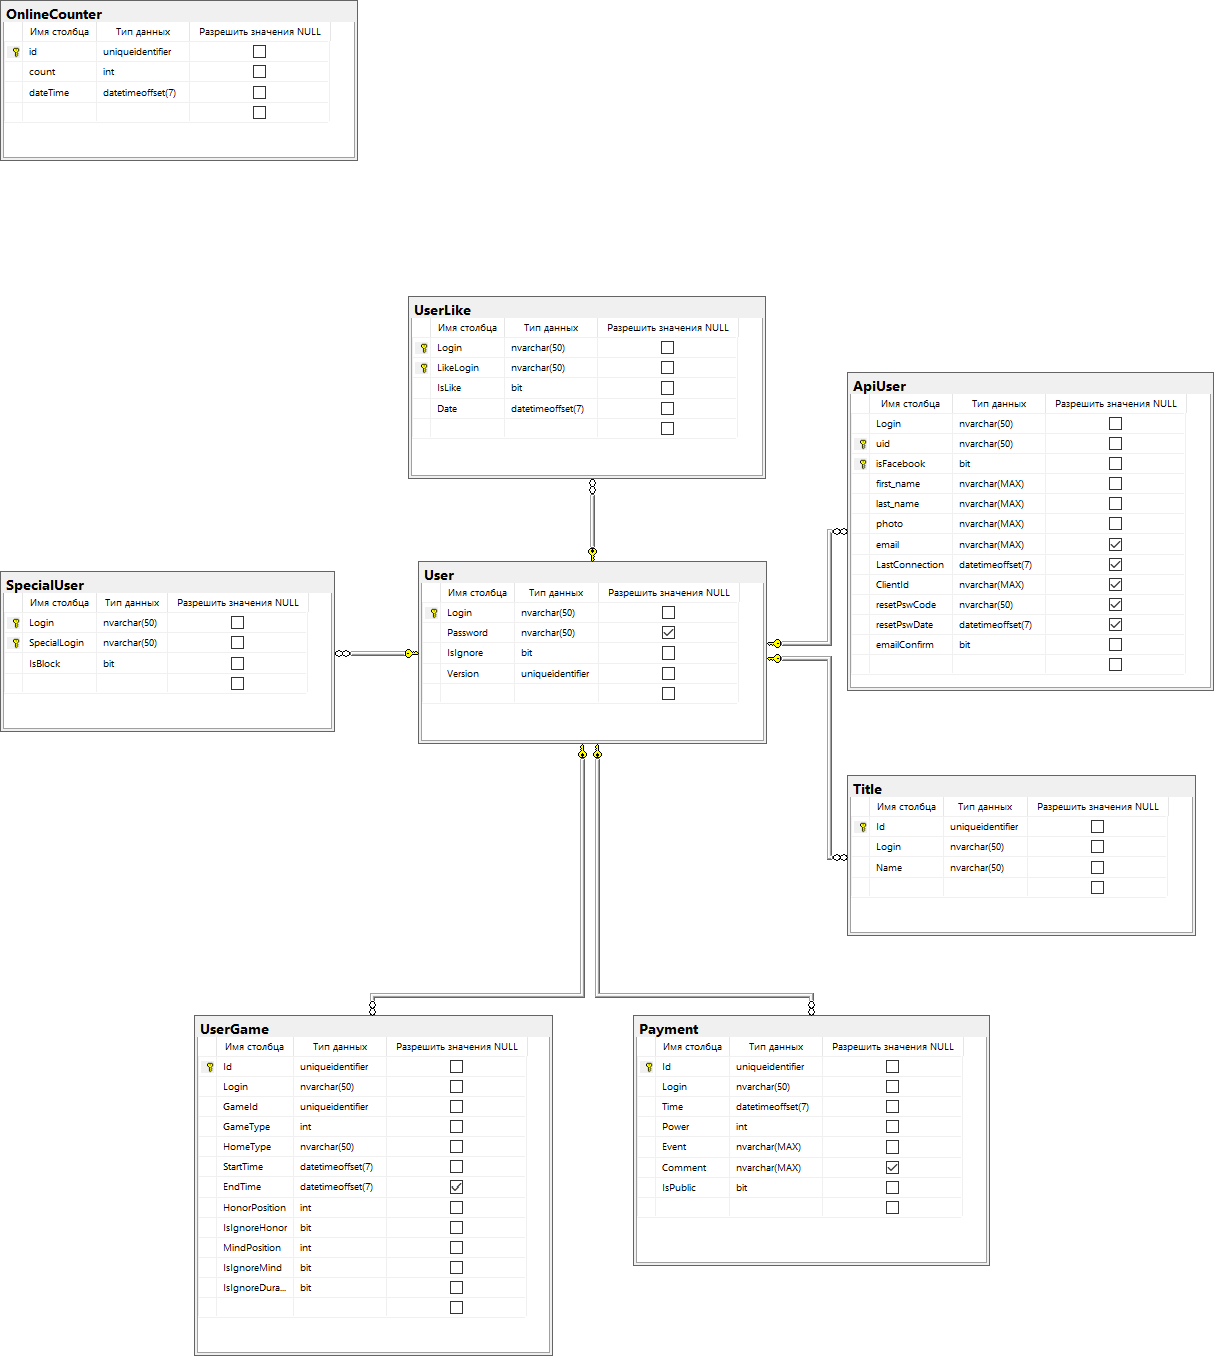 OnlineCounter
Имя столбца Тип данных Разрешить значения NULL
id uniqueidentifier
count int
dateTime datetimeoffset(7)
UserLike
Имя столбца Тип данных Разрешить значения NULL
Login nvarchar(50)
LikeLogin nvarchar(50)
IsLike bit
Date datetimeoffset(7)
ApiUser
Имя столбца Тип данных Разрешить значения NULL
Login nvarchar(50)
uid nvarchar(50)
isFacebook bit
first_name nvarchar(MAX)
last_name nvarchar(MAX)
photo nvarchar(MAX)
email nvarchar(MAX)
LastConnection datetimeoffset(7)
ClientId nvarchar(MAX)
resetPswCode nvarchar(50)
resetPswDate datetimeoffset(7)
emailConfirm bit
SpecialUser
Имя столбца Тип данных Разрешить значения NULL
Login nvarchar(50)
SpecialLogin nvarchar(50)
IsBlock bit
User
Имя столбца Тип данных Разрешить значения NULL
Login nvarchar(50)
Password nvarchar(50)
IsIgnore bit
Version uniqueidentifier
Title
Имя столбца Тип данных Разрешить значения NULL
Id uniqueidentifier
Login nvarchar(50)
Name nvarchar(50)
UserGame
Имя столбца Тип данных Разрешить значения NULL
Id uniqueidentifier
Login nvarchar(50)
GameId uniqueidentifier
GameType int
HomeType nvarchar(50)
StartTime datetimeoffset(7)
EndTime datetimeoffset(7)
HonorPosition int
IsIgnoreHonor bit
MindPosition int
IsIgnoreMind bit
IsIgnoreDura... bit
Payment
Имя столбца Тип данных Разрешить значения NULL
Id uniqueidentifier
Login nvarchar(50)
Time datetimeoffset(7)
Power int
Event nvarchar(MAX)
Comment nvarchar(MAX)
IsPublic bit